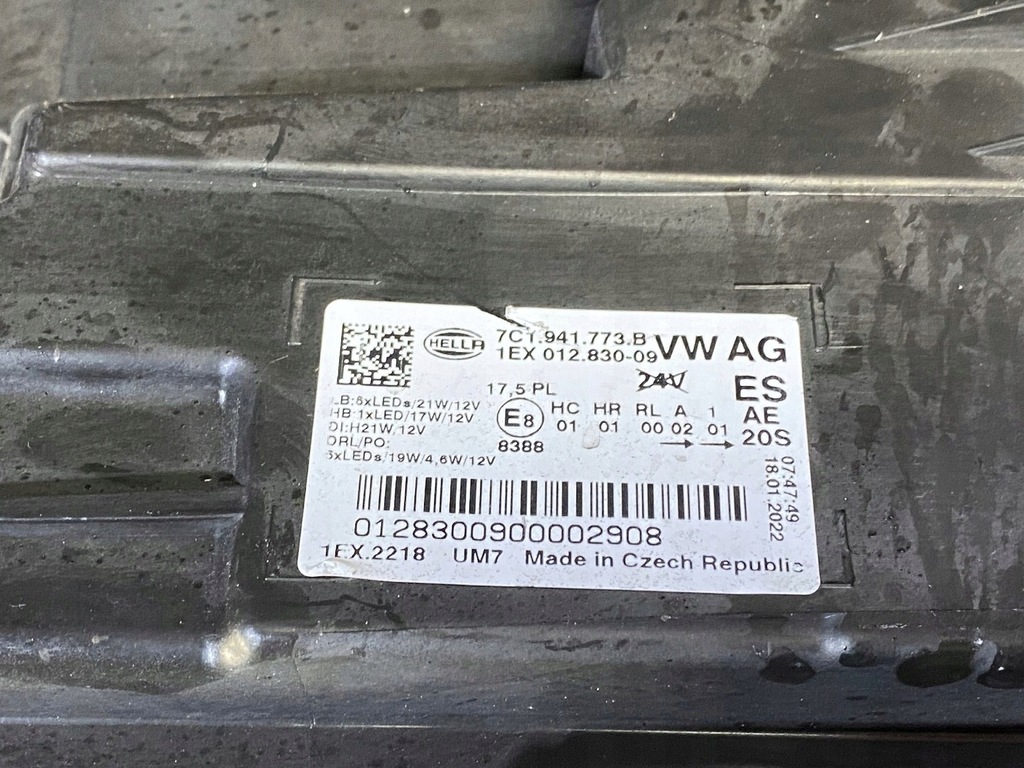 HELLA
7C1.941.773.B
1EX 012.830-09
VW AG
24V
ES
17,5 PL
LB:6xLEDs/21W/12V
HB:1xLED/17W/12V
DI:H21W/12V
DRL/PO:
3xLEDs/19W/4,6W/12V
E8
8388
HC HR RL A 1
01 01 00 02 01
AE
20S
07:47:49
18.01.2022
0128300900002908
1EX.2218 UM7 Made in Czech Republic